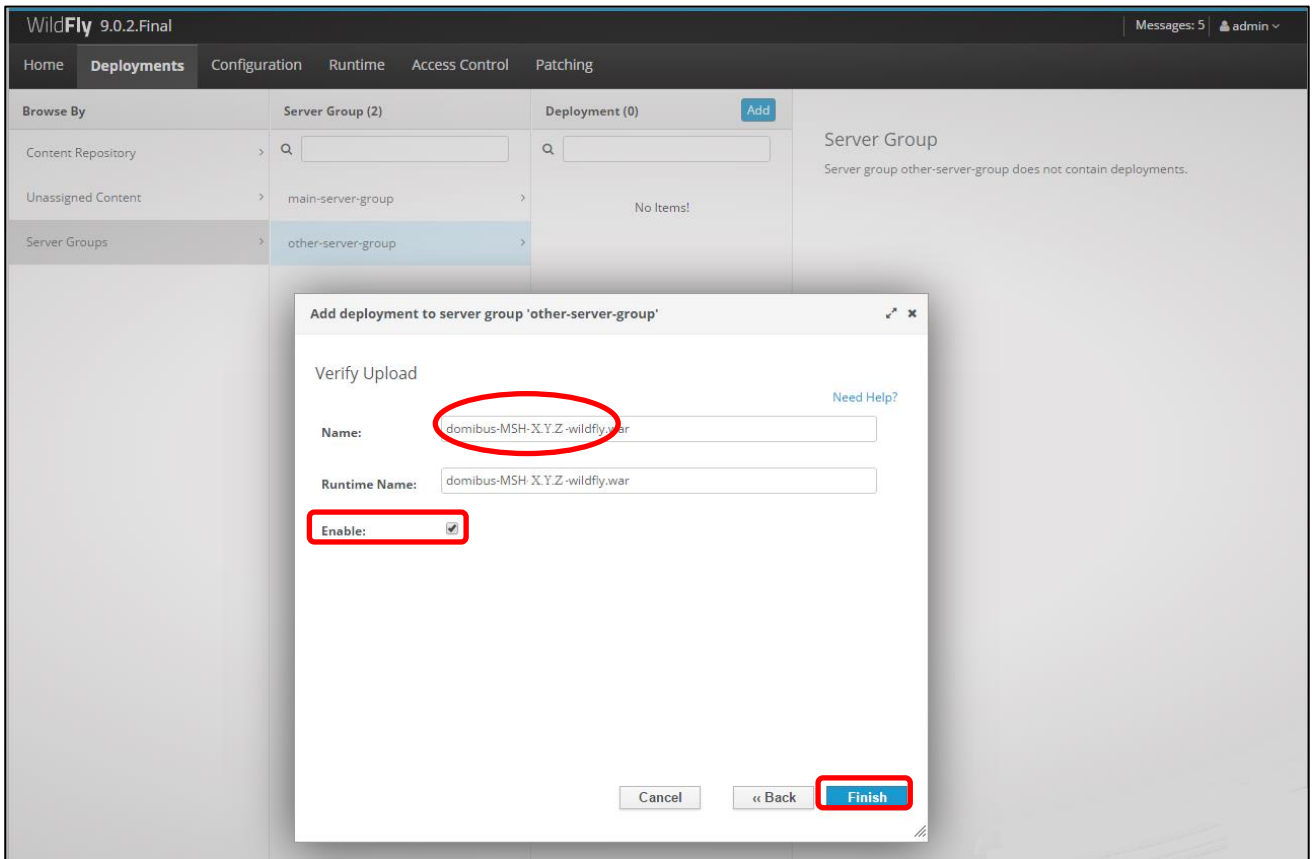 WildFly 9.0.2.Final
Messages: 5 admin
Home Deployments Configuration Runtime Access Control Patching
Browse By
Content Repository
Unassigned Content
Server Groups
Server Group (2)
main-server-group
other-server-group
Deployment (0) Add
No Items!
Server Group
Server group other-server-group does not contain deployments.
Add deployment to server group 'other-server-group'
Verify Upload
Need Help?
Name: domibus-MSH-X.Y.Z-wildfly.war
Runtime Name: domibus-MSH-X.Y.Z-wildfly.war
Enable:
Cancel ‹‹ Back Finish